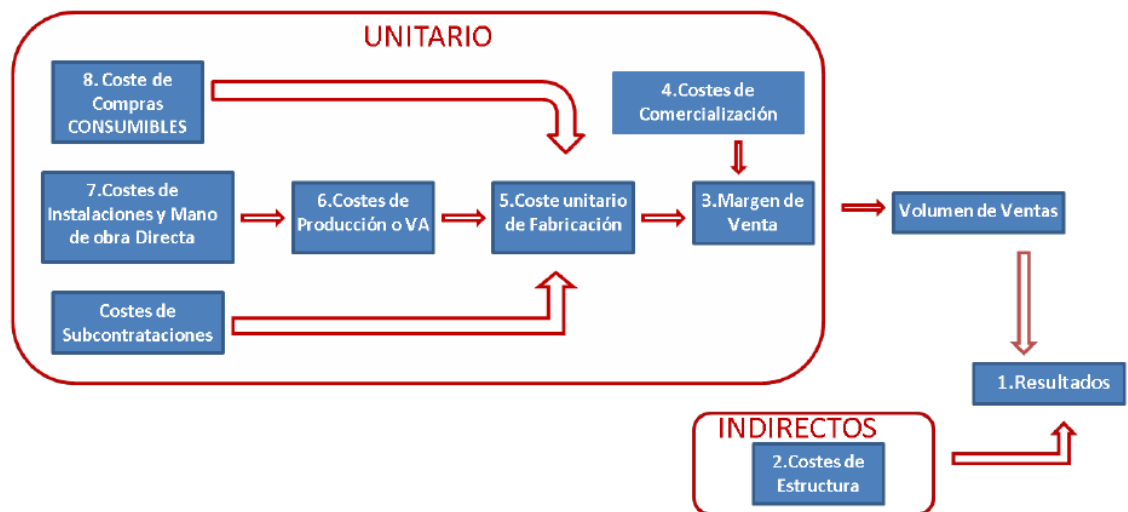 UNITARIO
8. Coste de
Compras
CONSUMIBLES
4.Costes de
Comercialización
7.Costes de
Instalaciones y Mano
de obra Directa
6.Costes de
Producción o VA
5.Coste unitario
de Fabricación
3.Margen de
Venta
Volumen de Ventas
Costes de
Subcontrataciones
1.Resultados
INDIRECTOS
2.Costes de
Estructura